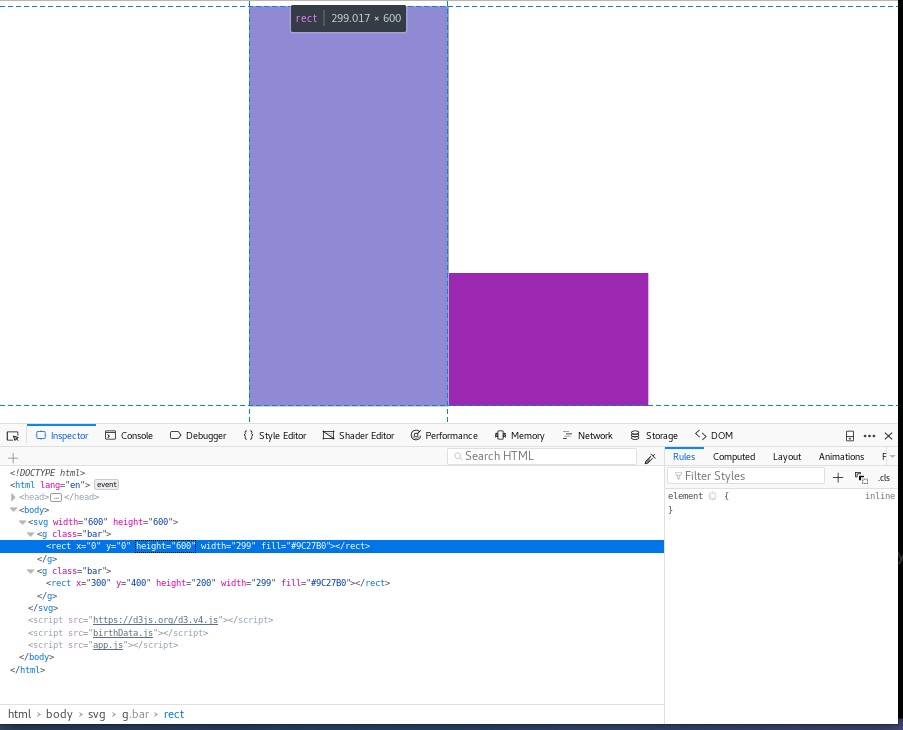 rect 299.017 × 600
Inspector Console Debugger Style Editor Shader Editor Performance Memory Network Storage DOM
+ Search HTML
Rules Computed Layout Animations F
Filter Styles + .cls
<!DOCTYPE html>
<html lang="en"> event
<head>…</head>
<body>
<svg width="600" height="600">
<g class="bar">
<rect x="0" y="0" height="600" width="299" fill="#9C27B0"></rect>
</g>
<g class="bar">
<rect x="300" y="400" height="200" width="299" fill="#9C27B0"></rect>
</g>
</svg>
<script src="https://d3js.org/d3.v4.js"></script>
<script src="birthData.js"></script>
<script src="app.js"></script>
</body>
</html>
element { inline
}
html > body > svg > g.bar > rect